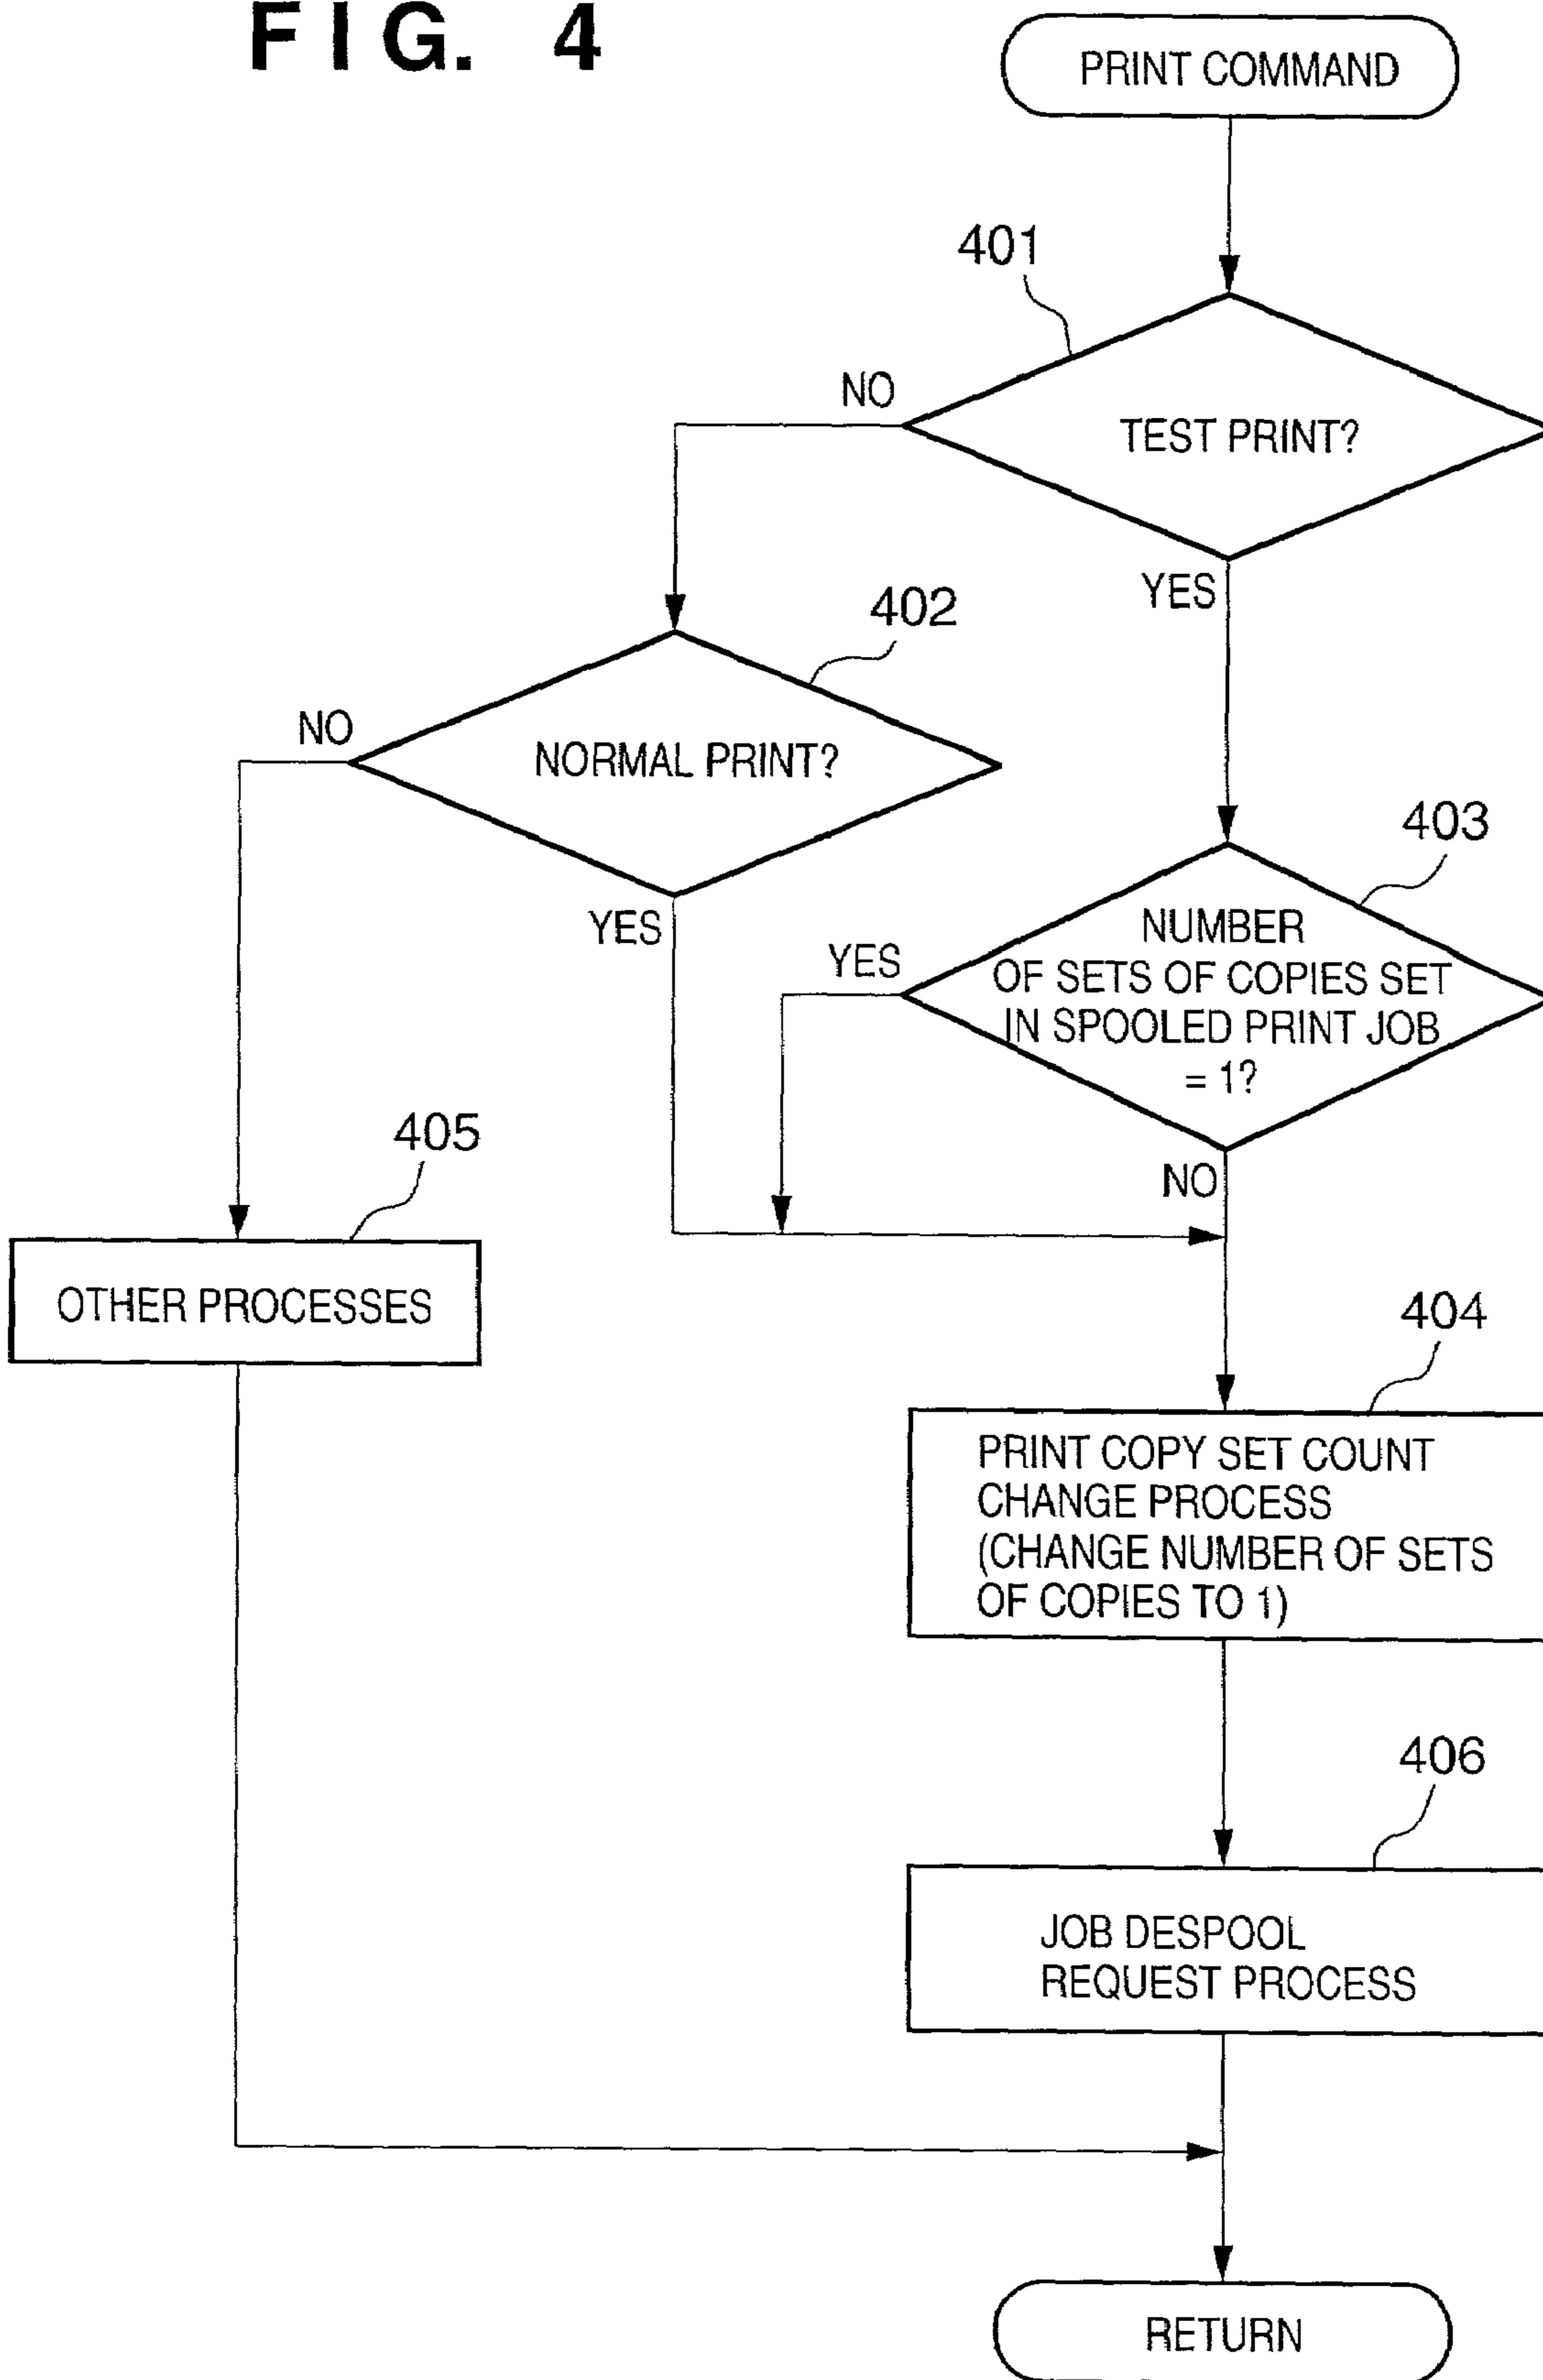 FIG. 4
PRINT COMMAND
401
NO
TEST PRINT?
YES
402
NO
NORMAL PRINT?
YES
403
YES
NUMBER
OF SETS OF COPIES SET
IN SPOOLED PRINT JOB
= 1?
NO
405
OTHER PROCESSES
404
PRINT COPY SET COUNT
CHANGE PROCESS
(CHANGE NUMBER OF SETS
OF COPIES TO 1)
406
JOB DESPOOL
REQUEST PROCESS
RETURN